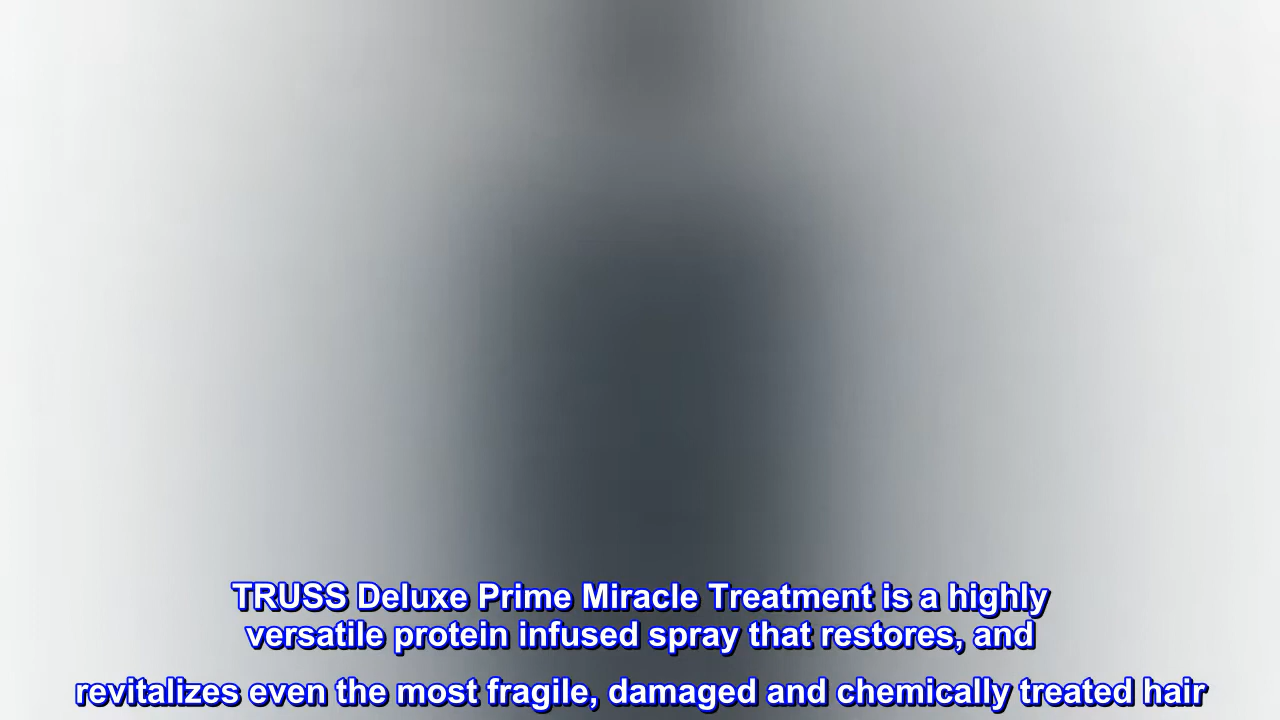 TRUSS Deluxe Prime Miracle Treatment is a highly
versatile protein infused spray that restores, and
revitalizes even the most fragile, damaged and chemically treated hair